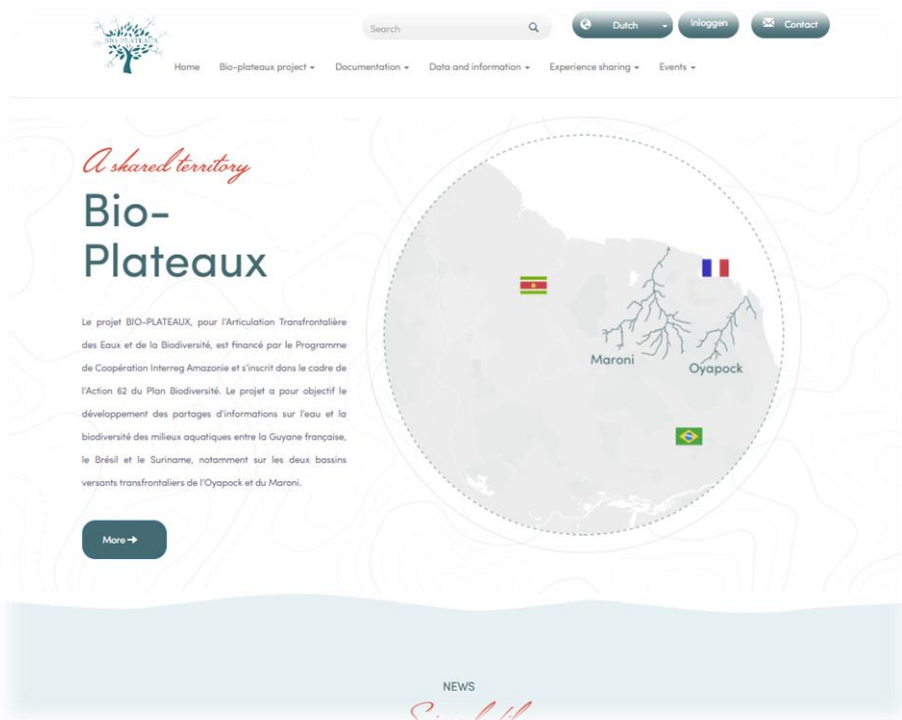 BIO-PLATEAUX
Search
Dutch
Inloggen
Contact
Home Bio-plateaux project Documentation Data and information Experience sharing Events
A shared territory
Bio-
Plateaux
Le projet BIO-PLATEAUX, pour l'Articulation Transfrontalière
des Eaux et de la Biodiversité, est financé par le Programme
de Coopération Interreg Amazonie et s'inscrit dans le cadre de
l'Action 62 du Plan Biodiversité. Le projet a pour objectif le
développement des partages d'informations sur l'eau et la
biodiversité des milieux aquatiques entre la Guyane française,
le Brésil et le Suriname, notamment sur les deux bassins
versants transfrontaliers de l'Oyapock et du Maroni.
More
Maroni
Oyapock
NEWS